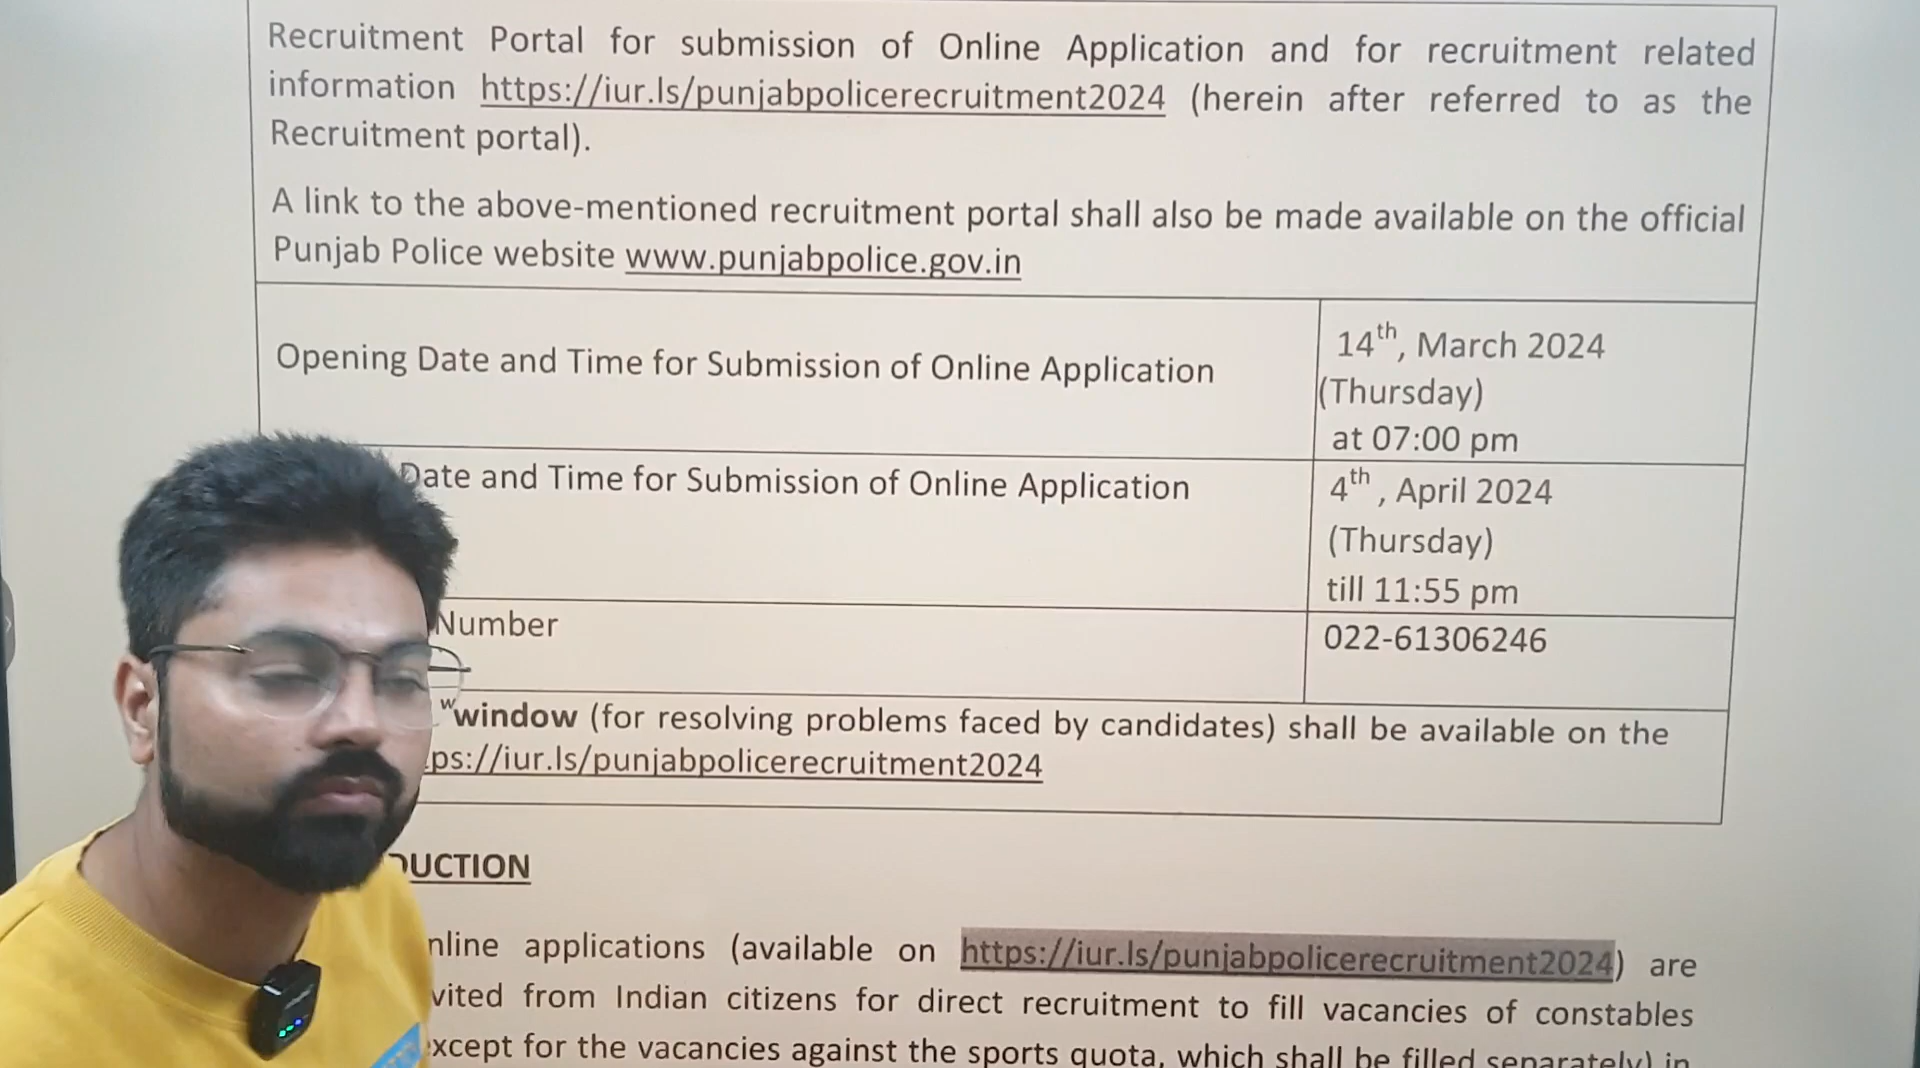 Recruitment Portal for submission of Online Application and for recruitment related
information https://iur.ls/punjabpolicerecruitment2024 (herein after referred to as the
Recruitment portal).
A link to the above-mentioned recruitment portal shall also be made available on the official
Punjab Police website www.punjabpolice.gov.in
Opening Date and Time for Submission of Online Application
14th, March 2024
(Thursday)
at 07:00 pm
Date and Time for Submission of Online Application
4th , April 2024
(Thursday)
till 11:55 pm
Number
022-61306246
window (for resolving problems faced by candidates) shall be available on the
ps://iur.ls/punjabpolicerecruitment2024
DUCTION
nline applications (available on https://iur.ls/punjabpolicerecruitment2024) are
vited from Indian citizens for direct recruitment to fill vacancies of constables
xcept for the vacancies against the sports quota, which shall be filled separately) in